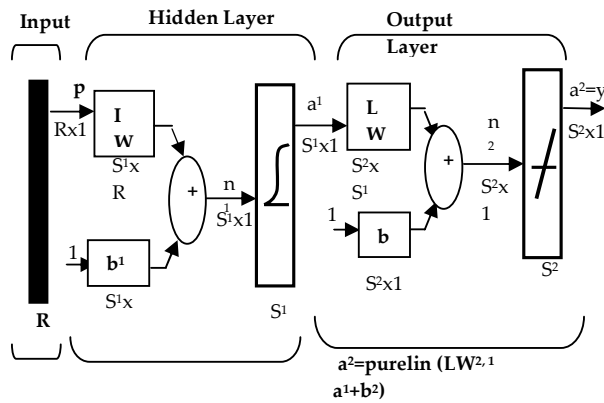 Input
Hidden Layer
Output
Layer
p
Rx1
I
W
S¹x
R
1
b¹
S¹x
R
+
n
1
S¹x1
S¹
a¹
S¹x1
L
W
S²x
S¹
1
b
S²x1
+
n
2
S²x
1
S²
a²=y
S²x1
a²=purelin (LW²,¹
a¹+b²)